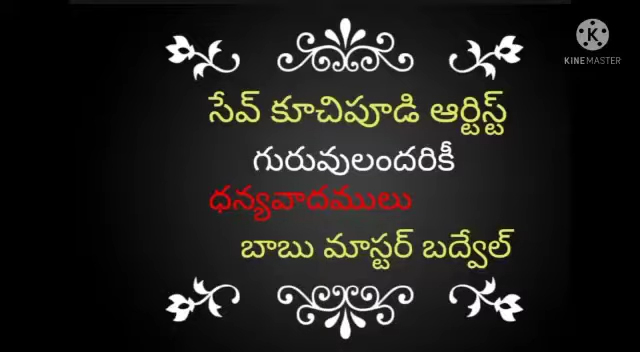 KINEMASTER
సేవ్ కూచిపూడి ఆర్టిస్ట్
గురువులందరికీ
ధన్యవాదములు
బాబు మాస్టర్ బద్వేల్